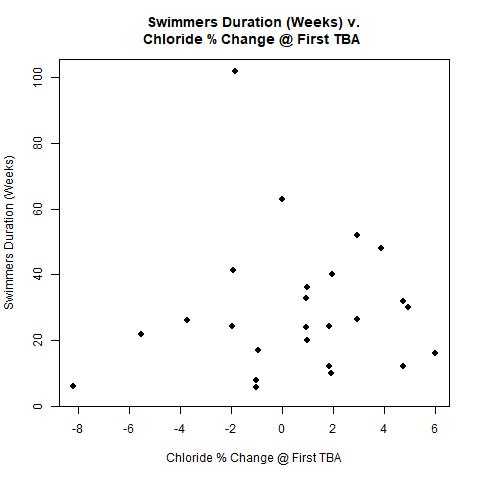 Swimmers Duration (Weeks) v.
Chloride % Change @ First TBA
Swimmers Duration (Weeks)
100
80
60
40
20
0
-8 -6 -4 -2 0 2 4 6
Chloride % Change @ First TBA